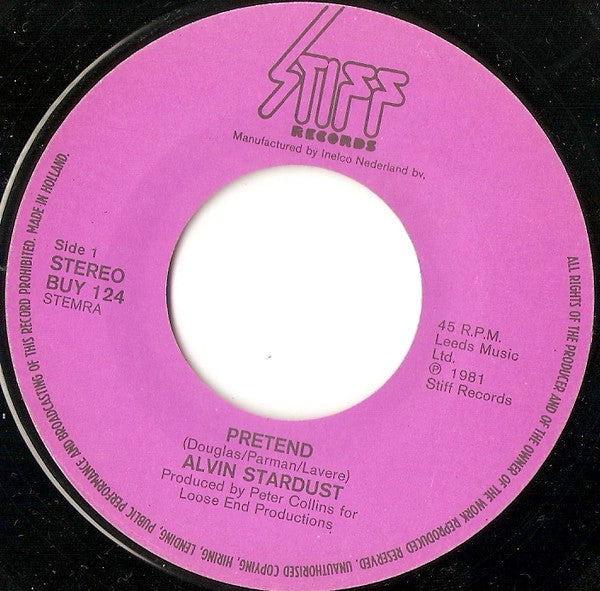 STIFF
RECORDS
Manufactured by Inelco Nederland bv.
Side 1
STEREO
BUY 124
STEMRA
45 R.P.M.
Leeds Music
Ltd.
℗ 1981
Stiff Records
PRETEND
(Douglas/Parman/Lavere)
ALVIN STARDUST
Produced by Peter Collins for
Loose End Productions
ALL RIGHTS OF THE PRODUCER AND OF THE OWNER OF THE WORK REPRODUCED RESERVED. UNAUTHORISED COPYING, HIRING, LENDING, PUBLIC PERFORMANCE AND BROADCASTING OF THIS RECORD PROHIBITED. MADE IN HOLLAND.